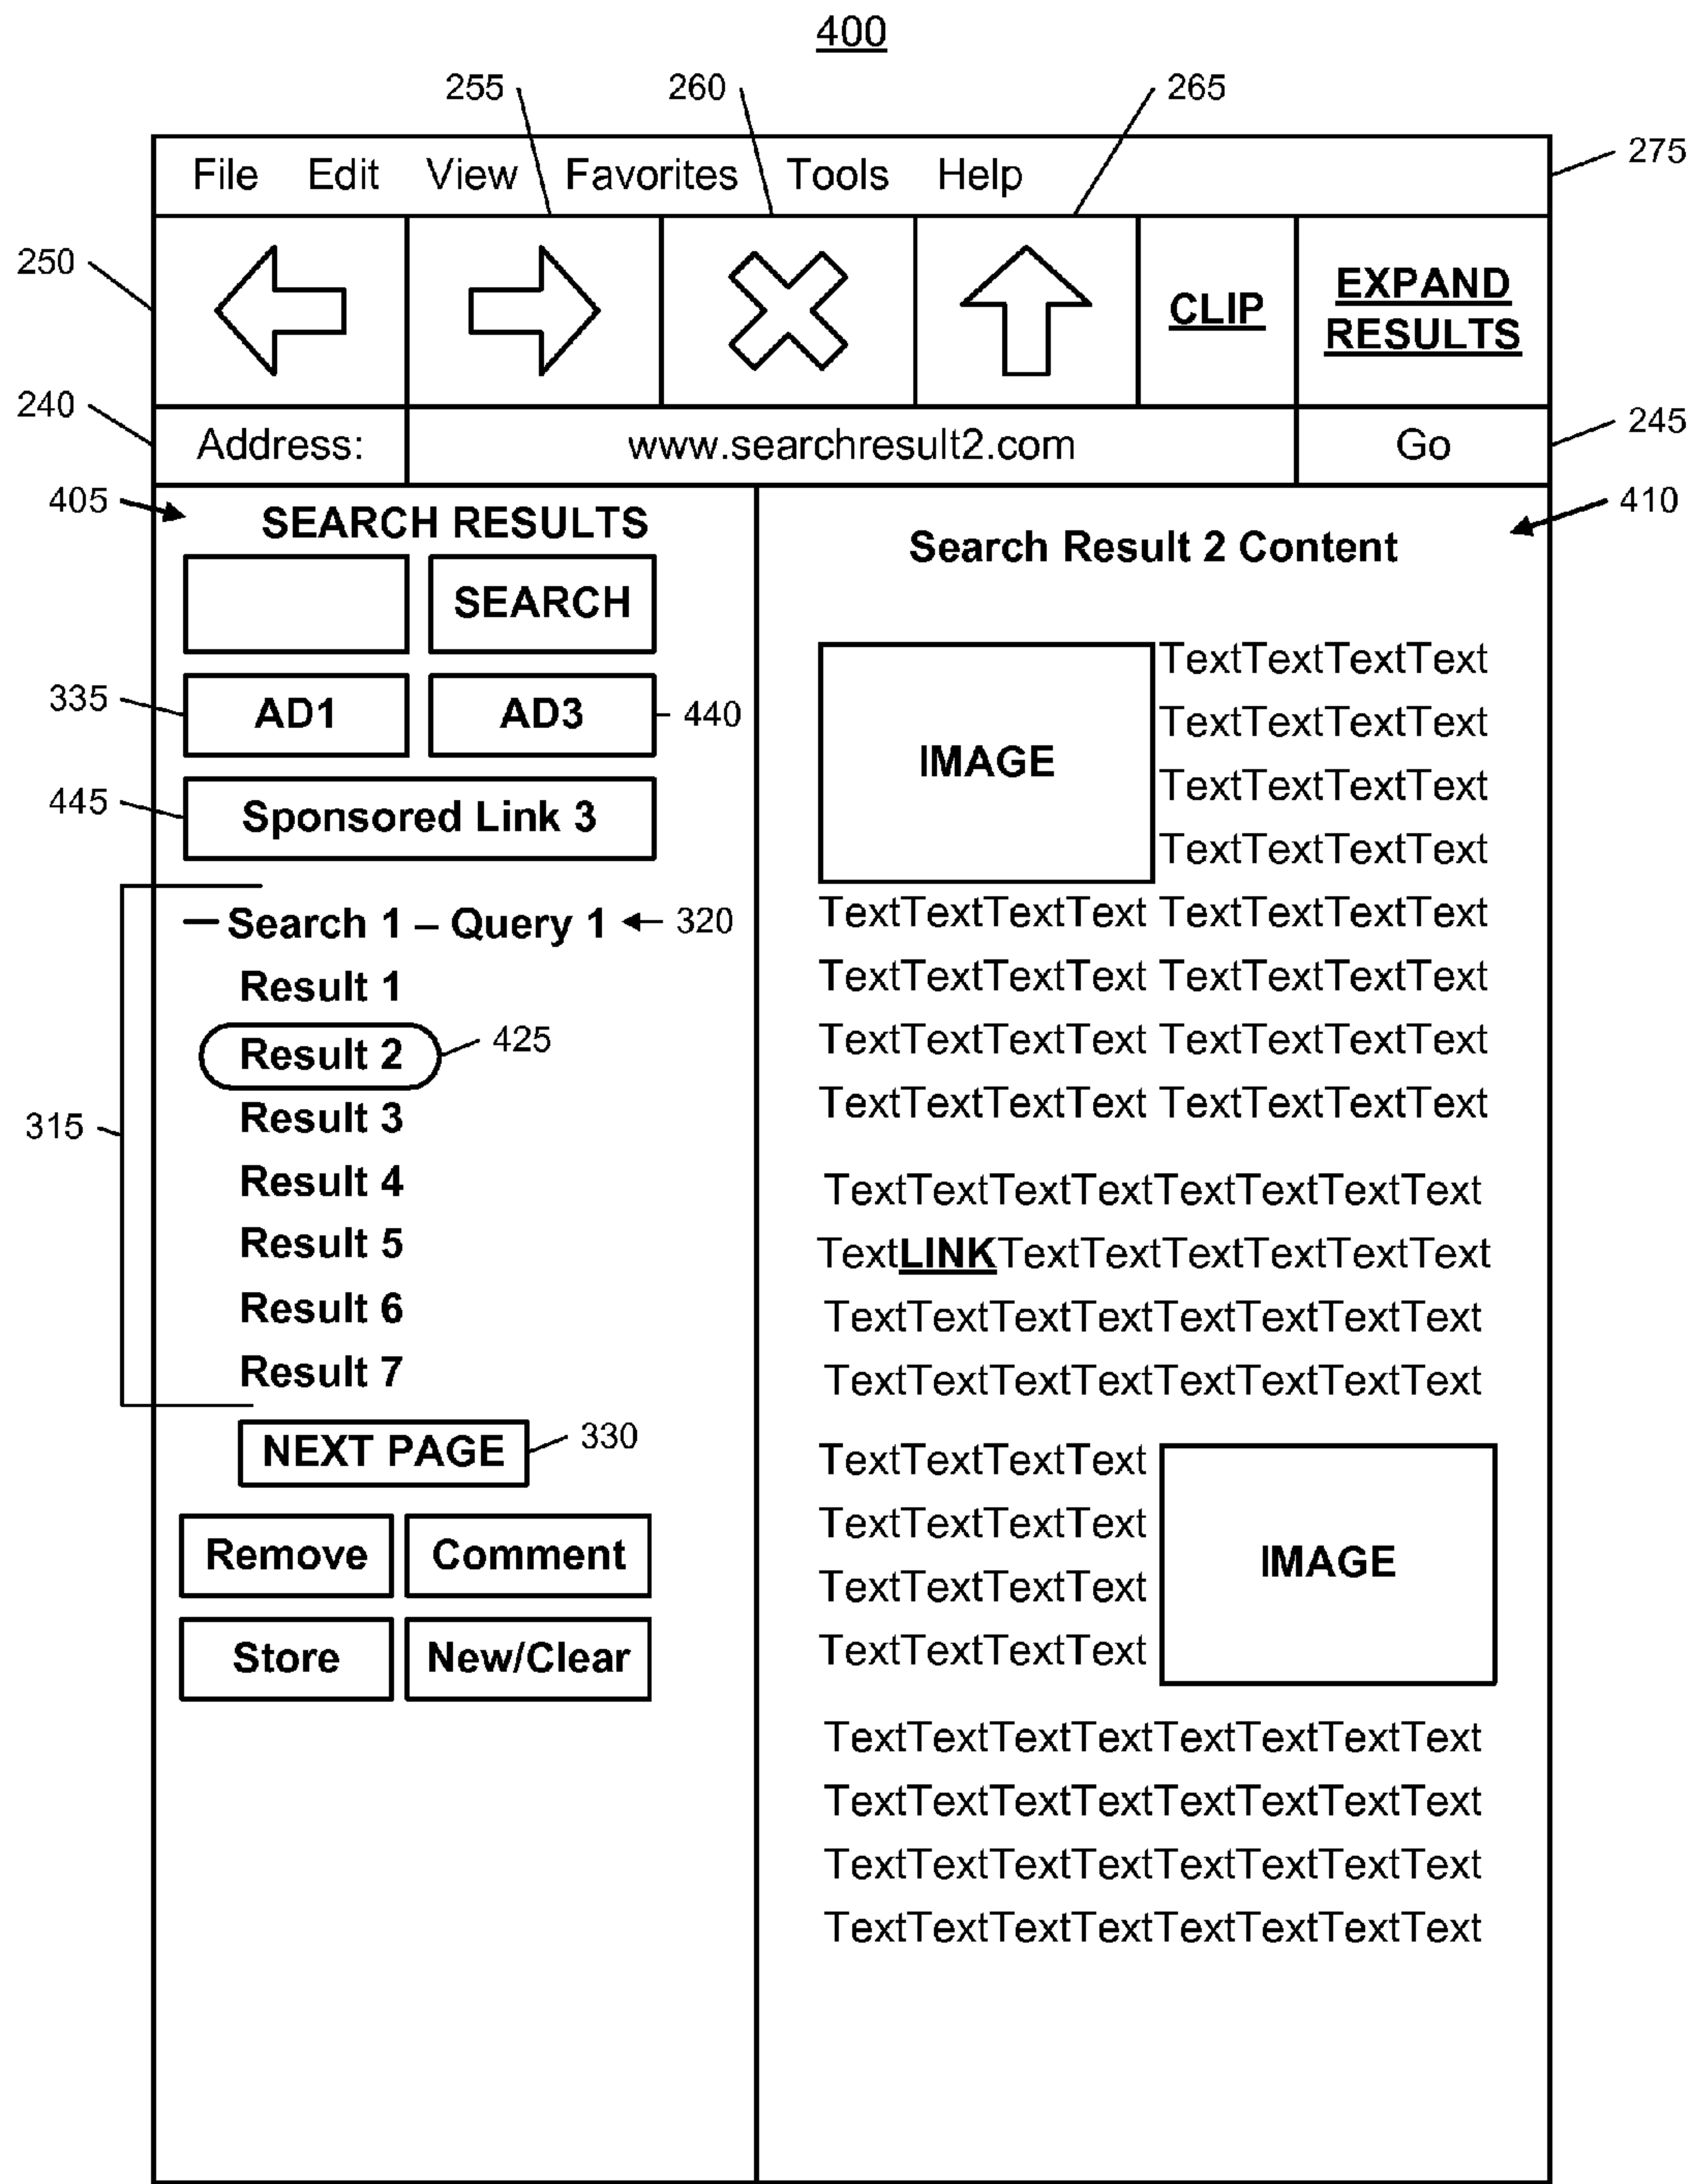 400
255 260 265
File Edit View Favorites Tools Help 275
250 CLIP EXPAND
RESULTS
240 Address: www.searchresult2.com Go 245
405 SEARCH RESULTS
SEARCH
335 AD1 AD3 440
445 Sponsored Link 3
— Search 1 – Query 1 320
Result 1
Result 2 425
Result 3
315
Result 4
Result 5
Result 6
Result 7
NEXT PAGE 330
Remove Comment
Store New/Clear
410
Search Result 2 Content
IMAGE
TextTextTextText
TextTextTextText
TextTextTextText
TextTextTextText
TextTextTextText TextTextTextText
TextTextTextText TextTextTextText
TextTextTextText TextTextTextText
TextTextTextText TextTextTextText
TextTextTextTextTextTextTextText
TextLINKTextTextTextTextTextText
TextTextTextTextTextTextTextText
TextTextTextTextTextTextTextText
TextTextTextText
TextTextTextText
TextTextTextText
TextTextTextText
IMAGE
TextTextTextTextTextTextTextText
TextTextTextTextTextTextTextText
TextTextTextTextTextTextTextText
TextTextTextTextTextTextTextText